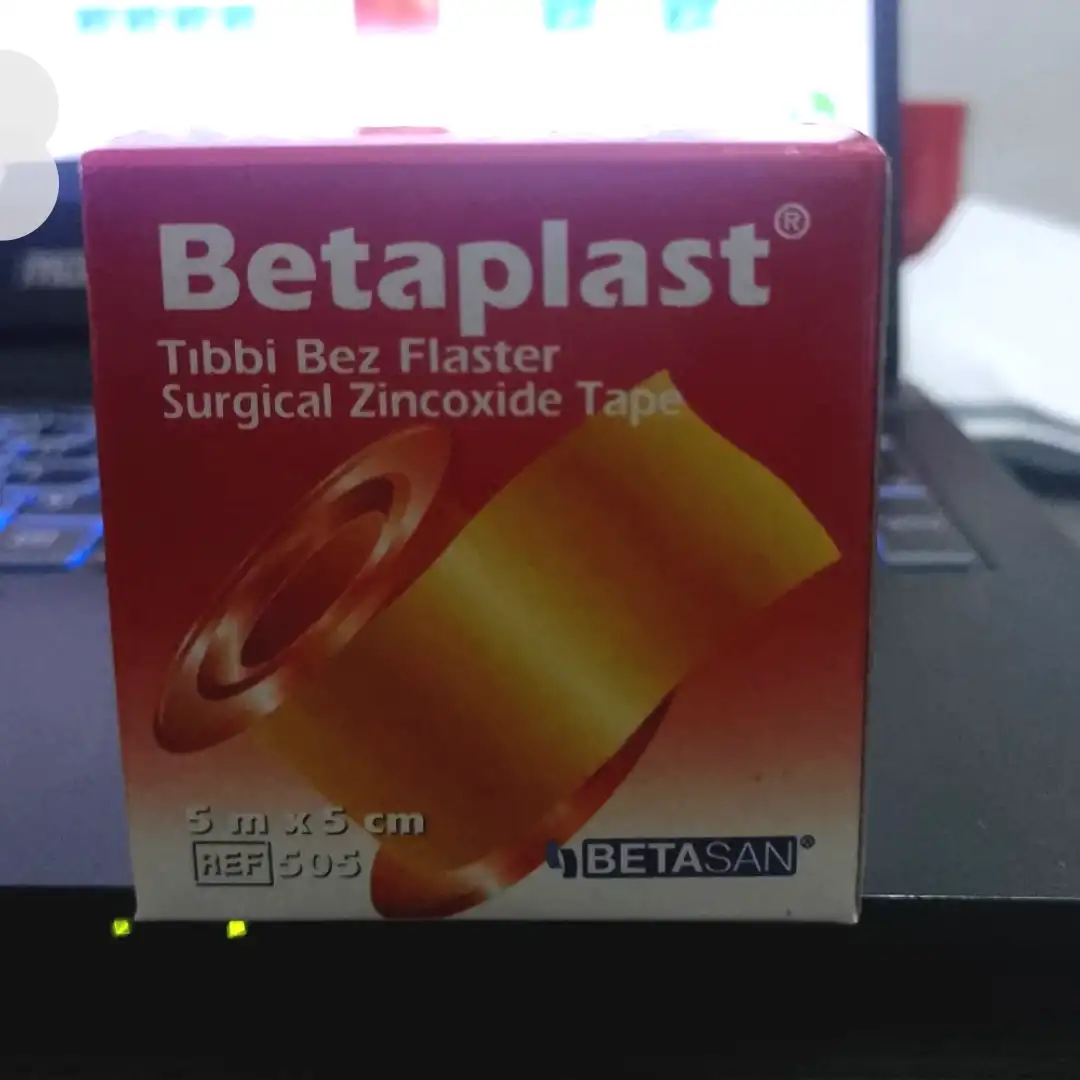 Betaplast®
Tıbbi Bez Flaster
Surgical Zincoxide Tape
5 m x 5 cm
REF 505
BETASAN®